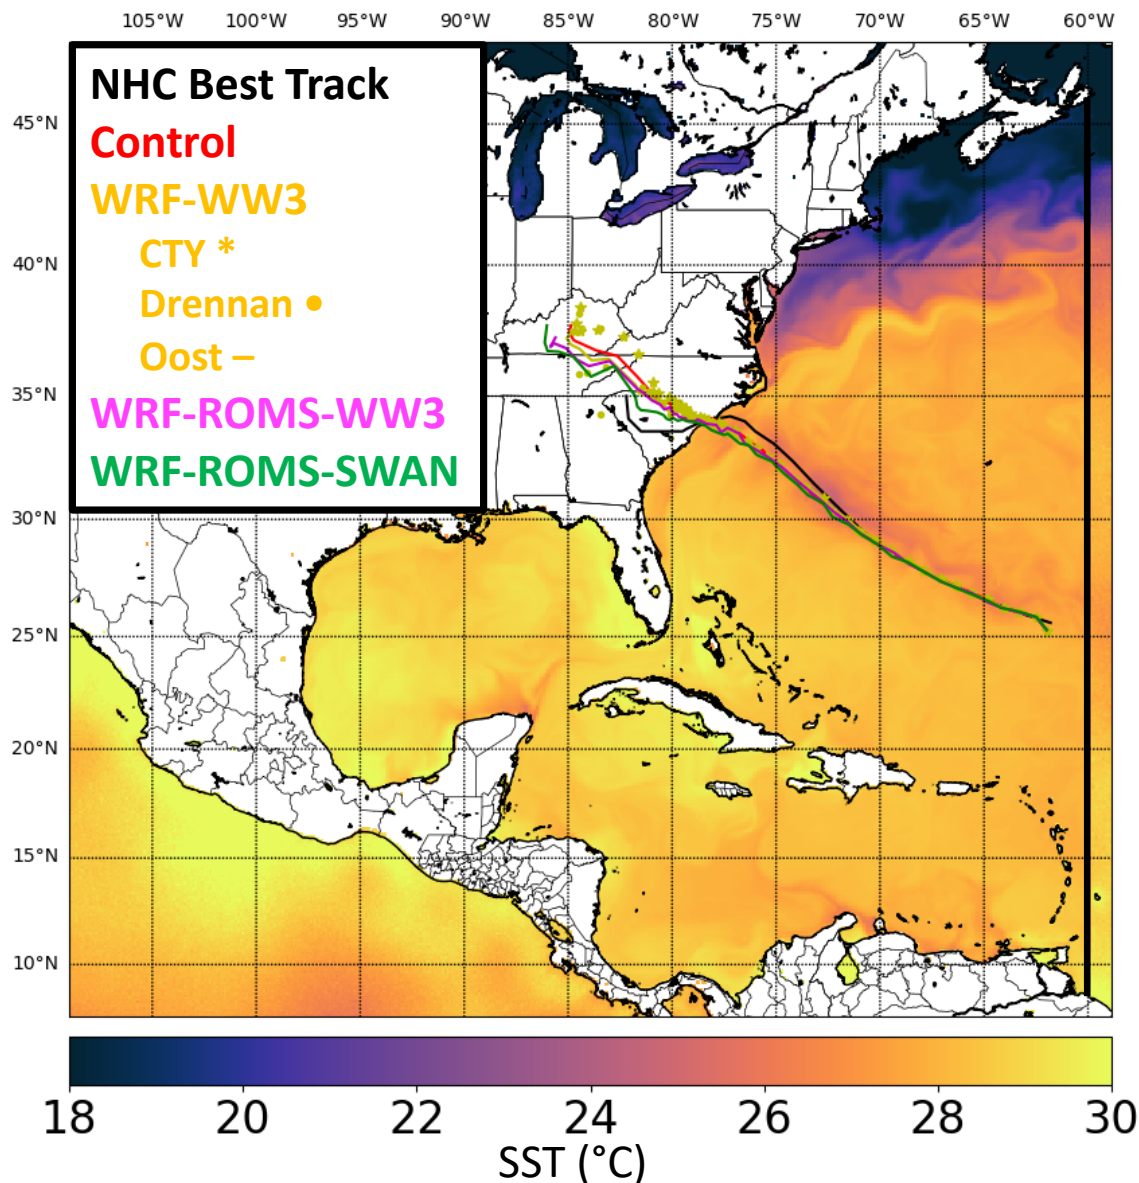 105°W 100°W 95°W 90°W 85°W 80°W 75°W 70°W 65°W 60°W
NHC Best Track
Control
WRF-WW3
CTY *
Drennan •
Oost –
WRF-ROMS-WW3
WRF-ROMS-SWAN
45°N
40°N
35°N
30°N
25°N
20°N
15°N
10°N
18 20 22 24 26 28 30
SST (°C)